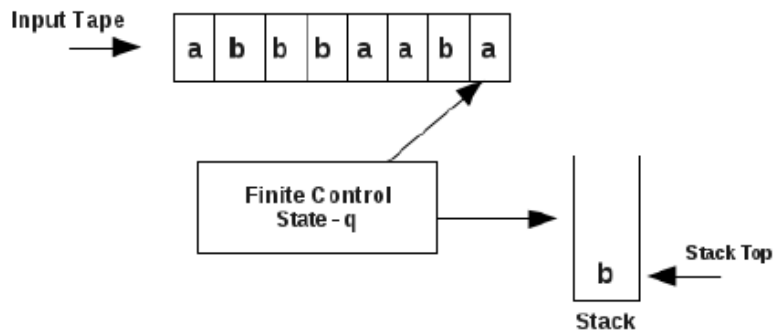 Input Tape
a b b b a a b a
Finite Control
State - q
Stack Top
b
Stack